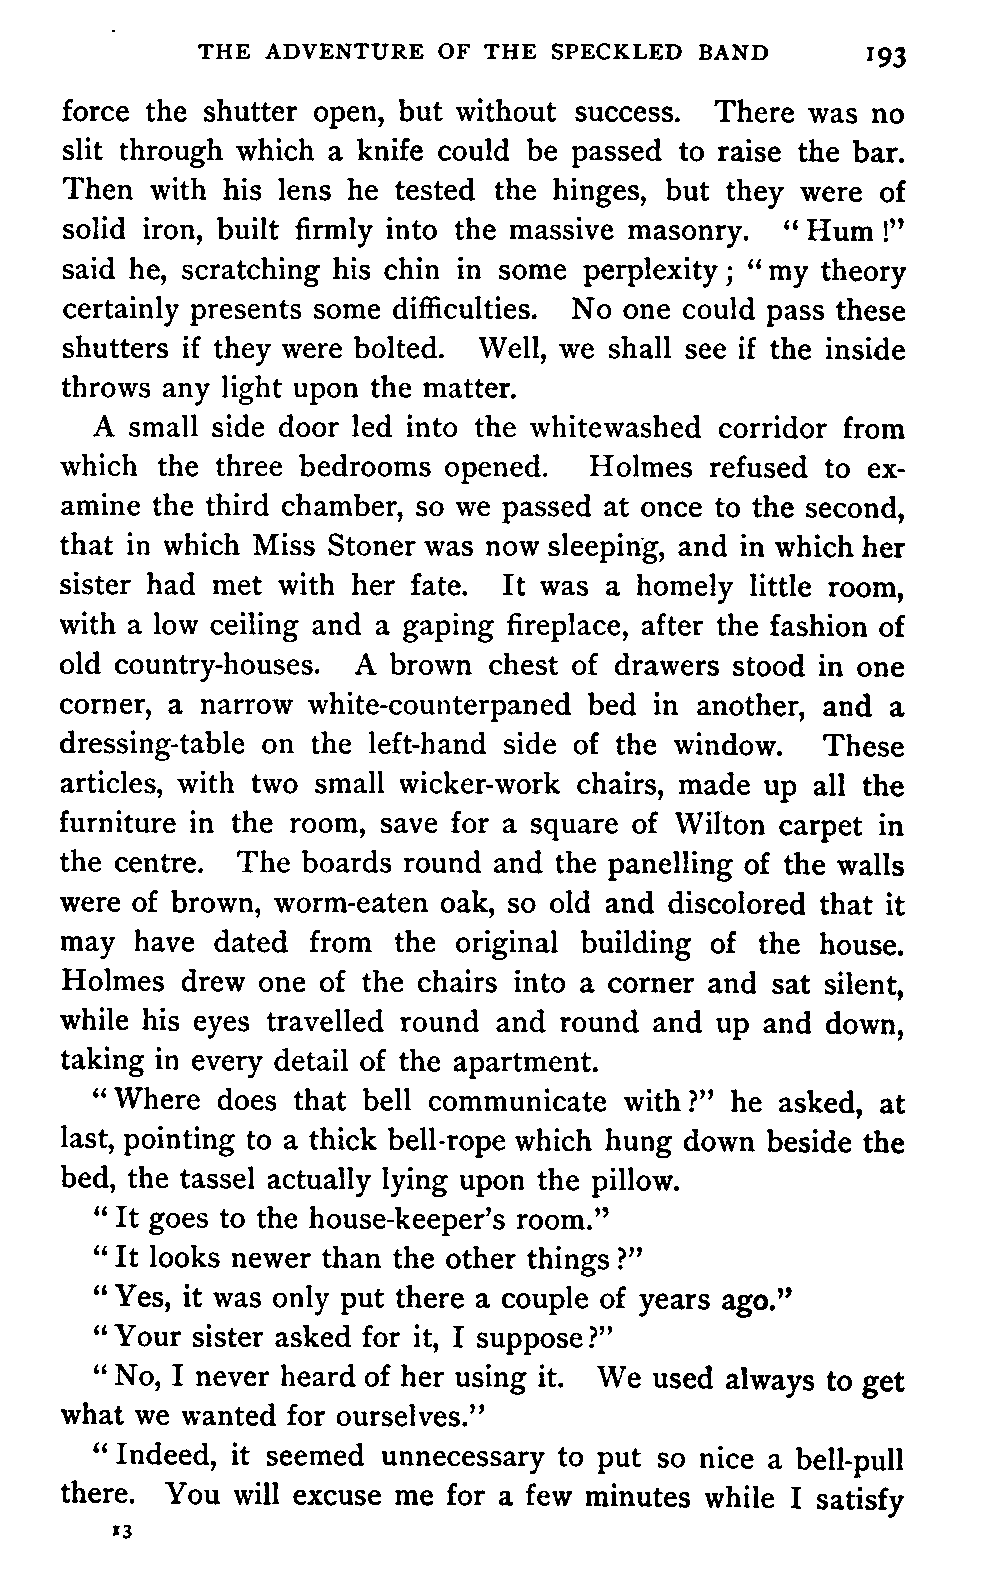 THE ADVENTURE OF THE SPECKLED BAND 193
force the shutter open, but without success. There was no
slit through which a knife could be passed to raise the bar.
Then with his lens he tested the hinges, but they were of
solid iron, built firmly into the massive masonry. "Hum!"
said he, scratching his chin in some perplexity; "my theory
certainly presents some difficulties. No one could pass these
shutters if they were bolted. Well, we shall see if the inside
throws any light upon the matter.
A small side door led into the whitewashed corridor from
which the three bedrooms opened. Holmes refused to ex-
amine the third chamber, so we passed at once to the second,
that in which Miss Stoner was now sleeping, and in which her
sister had met with her fate. It was a homely little room,
with a low ceiling and a gaping fireplace, after the fashion of
old country-houses. A brown chest of drawers stood in one
corner, a narrow white-counterpaned bed in another, and a
dressing-table on the left-hand side of the window. These
articles, with two small wicker-work chairs, made up all the
furniture in the room, save for a square of Wilton carpet in
the centre. The boards round and the panelling of the walls
were of brown, worm-eaten oak, so old and discolored that it
may have dated from the original building of the house.
Holmes drew one of the chairs into a corner and sat silent,
while his eyes travelled round and round and up and down,
taking in every detail of the apartment.
"Where does that bell communicate with?" he asked, at
last, pointing to a thick bell-rope which hung down beside the
bed, the tassel actually lying upon the pillow.
"It goes to the house-keeper's room."
"It looks newer than the other things?"
"Yes, it was only put there a couple of years ago."
"Your sister asked for it, I suppose?"
"No, I never heard of her using it. We used always to get
what we wanted for ourselves."
"Indeed, it seemed unnecessary to put so nice a bell-pull
there. You will excuse me for a few minutes while I satisfy
13